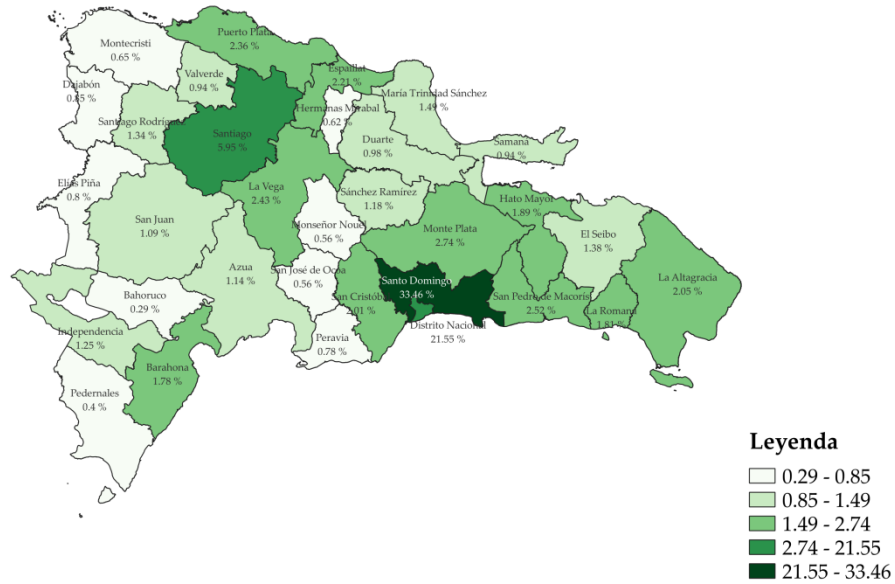 Puerto Plata
2.36 %
Montecristi
0.65 %
Espaillat
2.21 %
Valverde
0.94 %
Dajabón
0.85 %
María Trinidad Sánchez
1.49 %
Hermanas Mirabal
0.62 %
Santiago Rodríguez
1.34 %
Santiago
5.95 %
Duarte
0.98 %
Samana
0.94 %
Elías Piña
0.8 %
La Vega
2.43 %
Sánchez Ramírez
1.18 %
Hato Mayor
1.89 %
San Juan
1.09 %
Monseñor Nouel
0.56 %
Monte Plata
2.74 %
El Seibo
1.38 %
Azua
1.14 %
San José de Ocoa
0.56 %
Santo Domingo
33.46 %
La Altagracia
2.05 %
Bahoruco
0.29 %
San Cristóbal
2.01 %
San Pedro de Macorís
2.52 %
La Romana
1.81 %
Independencia
1.25 %
Peravia
0.78 %
Distrito Nacional
21.55 %
Barahona
1.78 %
Pedernales
0.4 %
Leyenda
0.29 - 0.85
0.85 - 1.49
1.49 - 2.74
2.74 - 21.55
21.55 - 33.46